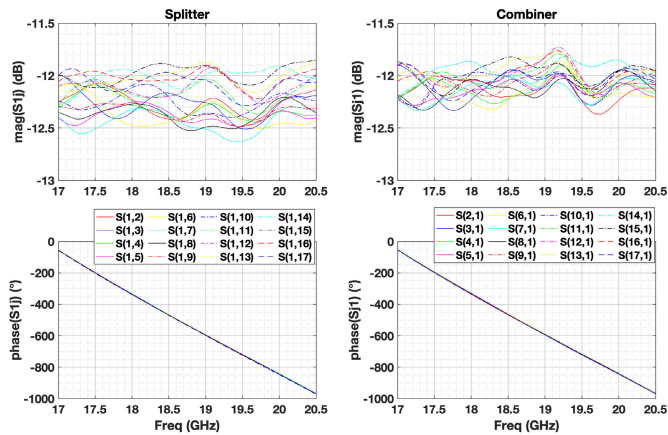 Splitter
Combiner
-11.5
-12
-12.5
-13
mag(S1j) (dB)
17 17.5 18 18.5 19 19.5 20 20.5
-11.5
-12
-12.5
-13
mag(Sj1) (dB)
17 17.5 18 18.5 19 19.5 20 20.5
S(1,2) S(1,6) S(1,10) S(1,14)
S(1,3) S(1,7) S(1,11) S(1,15)
S(1,4) S(1,8) S(1,12) S(1,16)
S(1,5) S(1,9) S(1,13) S(1,17)
S(2,1) S(6,1) S(10,1) S(14,1)
S(3,1) S(7,1) S(11,1) S(15,1)
S(4,1) S(8,1) S(12,1) S(16,1)
S(5,1) S(9,1) S(13,1) S(17,1)
0
-200
-400
-600
-800
-1000
phase(S1j) (°)
17 17.5 18 18.5 19 19.5 20 20.5
Freq (GHz)
0
-200
-400
-600
-800
-1000
phase(Sj1) (°)
17 17.5 18 18.5 19 19.5 20 20.5
Freq (GHz)